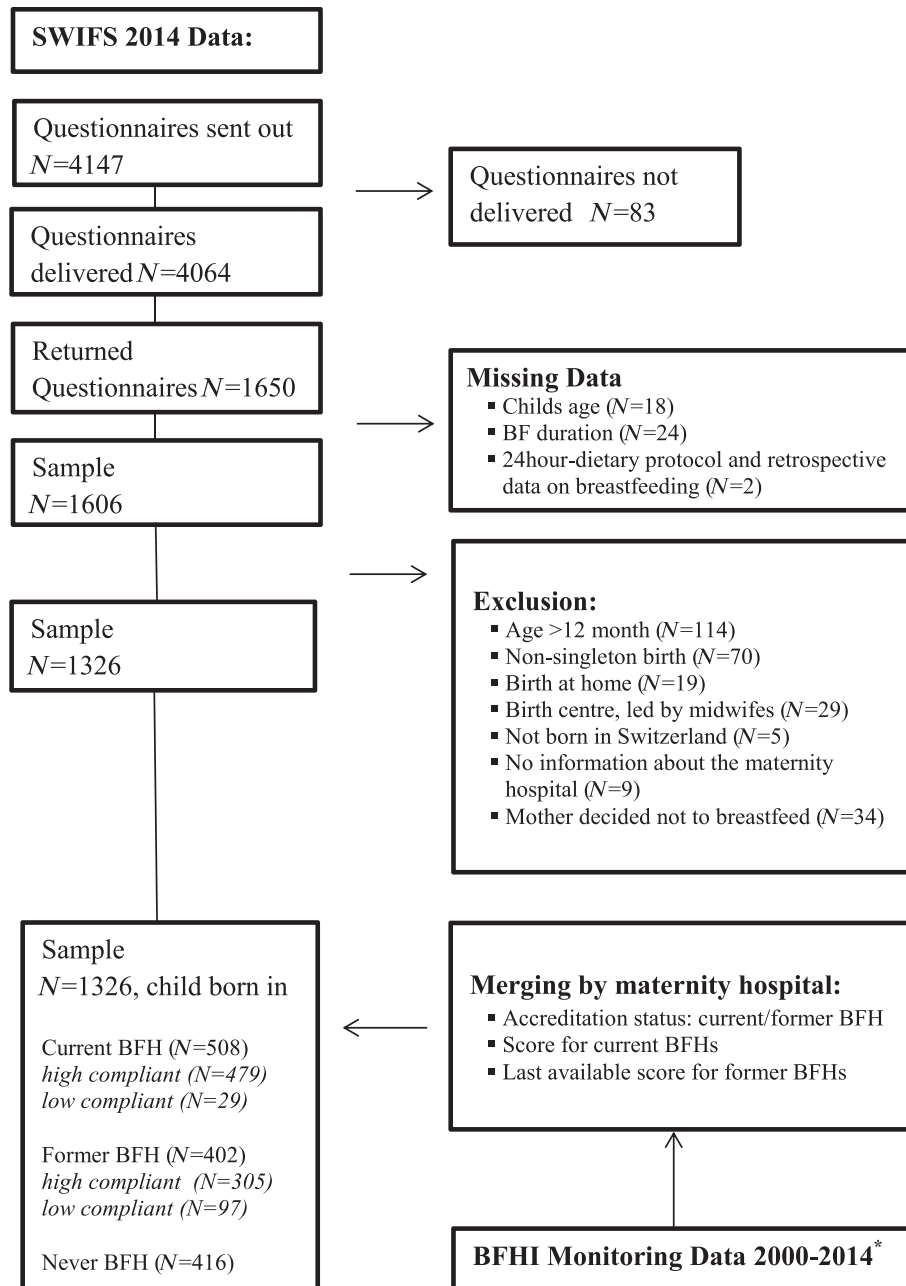 SWIFS 2014 Data:
Questionnaires sent out
N=4147
Questionnaires not
delivered N=83
Questionnaires
delivered N=4064
Returned
Questionnaires N=1650
Missing Data
▪ Childs age (N=18)
▪ BF duration (N=24)
▪ 24hour-dietary protocol and retrospective
data on breastfeeding (N=2)
Sample
N=1606
Exclusion:
▪ Age >12 month (N=114)
▪ Non-singleton birth (N=70)
▪ Birth at home (N=19)
▪ Birth centre, led by midwifes (N=29)
▪ Not born in Switzerland (N=5)
▪ No information about the maternity
hospital (N=9)
▪ Mother decided not to breastfeed (N=34)
Sample
N=1326
Sample
N=1326, child born in
Current BFH (N=508)
high compliant (N=479)
low compliant (N=29)
Former BFH (N=402)
high compliant (N=305)
low compliant (N=97)
Never BFH (N=416)
Merging by maternity hospital:
▪ Accreditation status: current/former BFH
▪ Score for current BFHs
▪ Last available score for former BFHs
BFHI Monitoring Data 2000-2014*